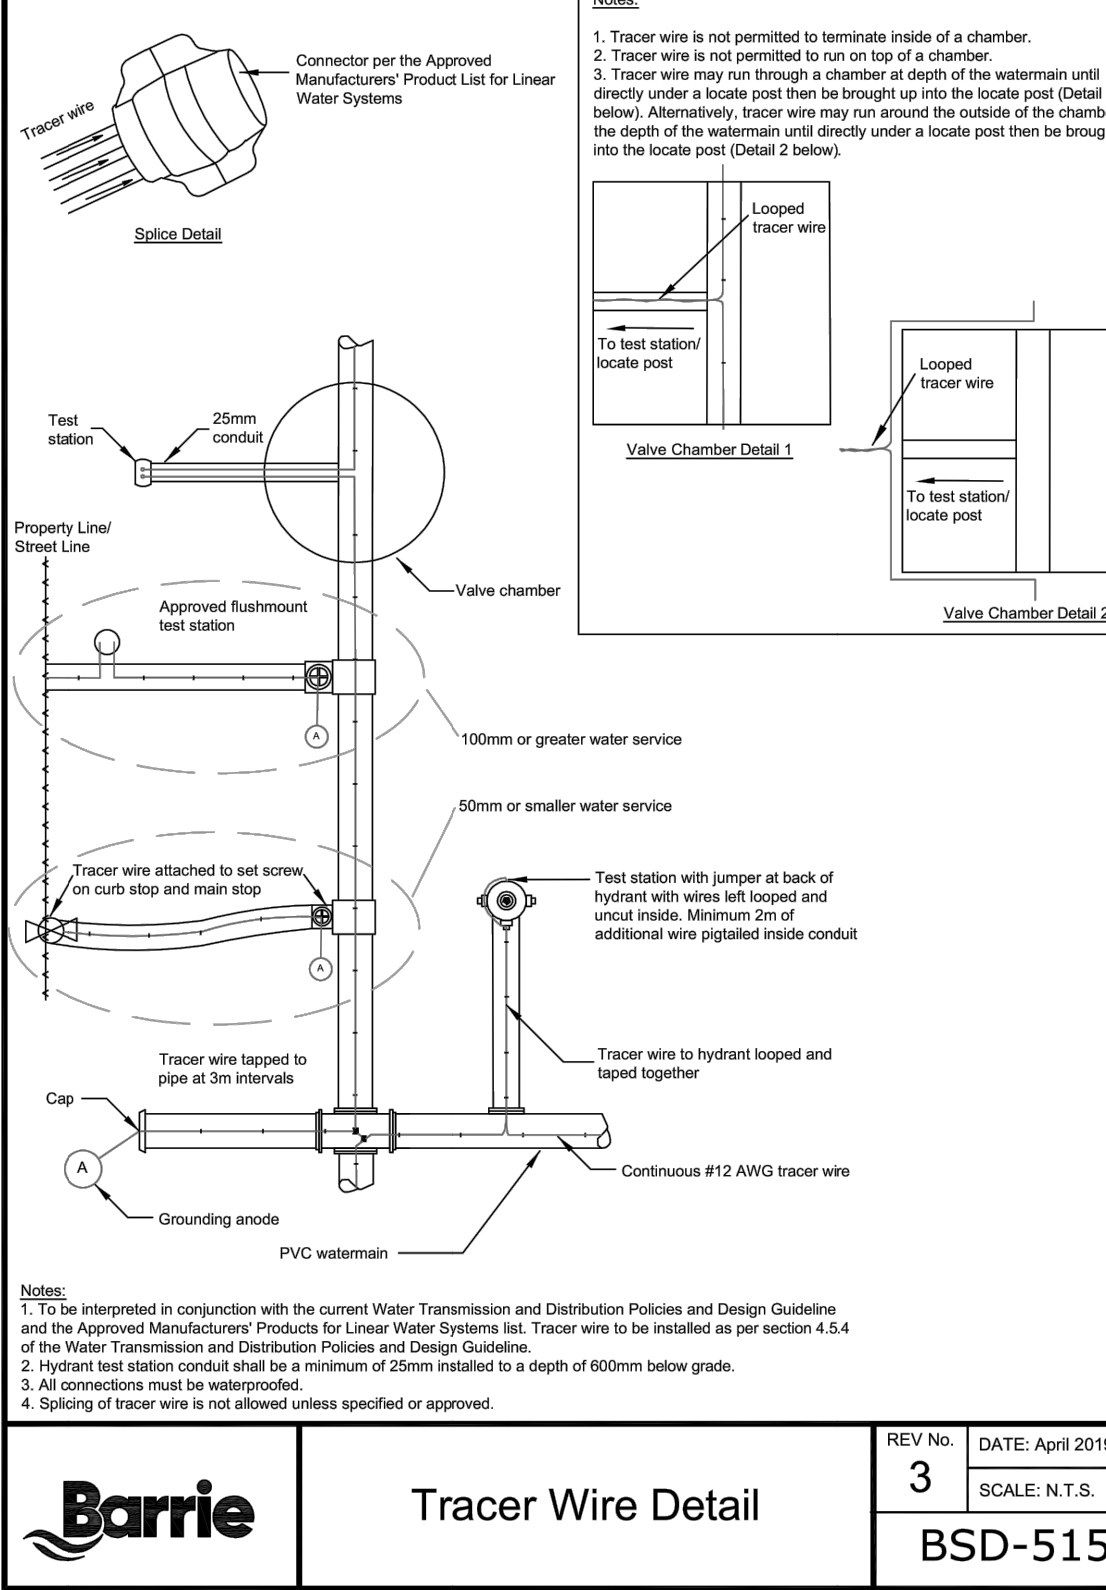 Notes:
1. Tracer wire is not permitted to terminate inside of a chamber.
2. Tracer wire is not permitted to run on top of a chamber.
3. Tracer wire may run through a chamber at depth of the watermain until
directly under a locate post then be brought up into the locate post (Detail
below). Alternatively, tracer wire may run around the outside of the
the depth of the watermain until directly under a locate post then be
into the locate post (Detail 2 below).
Connector per the Approved
Manufacturers' Product List for Linear
Water Systems
Tracer wire
Splice Detail
Looped
tracer wire
To test station/
locate post
Valve Chamber Detail 1
Looped
tracer wire
To test station/
locate post
Valve Chamber Detail 2
Test
station
25mm
conduit
Property Line/
Street Line
Valve chamber
Approved flushmount
test station
A
100mm or greater water service
50mm or smaller water service
Tracer wire attached to set screw
on curb stop and main stop
A
Test station with jumper at back of
hydrant with wires left looped and
uncut inside. Minimum 2m of
additional wire pigtailed inside conduit
Tracer wire tapped to
pipe at 3m intervals
Tracer wire to hydrant looped and
taped together
Cap
A
Continuous #12 AWG tracer wire
Grounding anode
PVC watermain
Notes:
1. To be interpreted in conjunction with the current Water Transmission and Distribution Policies and Design Guideline
and the Approved Manufacturers' Products for Linear Water Systems list. Tracer wire to be installed as per section 4.5.4
of the Water Transmission and Distribution Policies and Design Guideline.
2. Hydrant test station conduit shall be a minimum of 25mm installed to a depth of 600mm below grade.
3. All connections must be waterproofed.
4. Splicing of tracer wire is not allowed unless specified or approved.
Barrie
Tracer Wire Detail
REV No.
3
DATE: April 2019
SCALE: N.T.S.
BSD-515